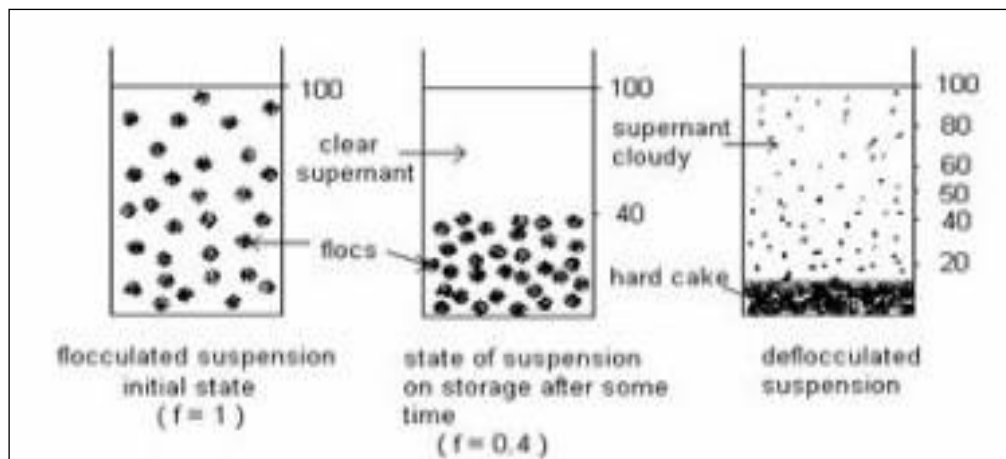 100
clear
supernant
flocs
flocculated suspension
initial state
( f = 1 )
100
40
state of suspension
on storage after some
time
( f = 0.4 )
supernant
cloudy
hard cake
100
80
60
50
40
20
deflocculated
suspension